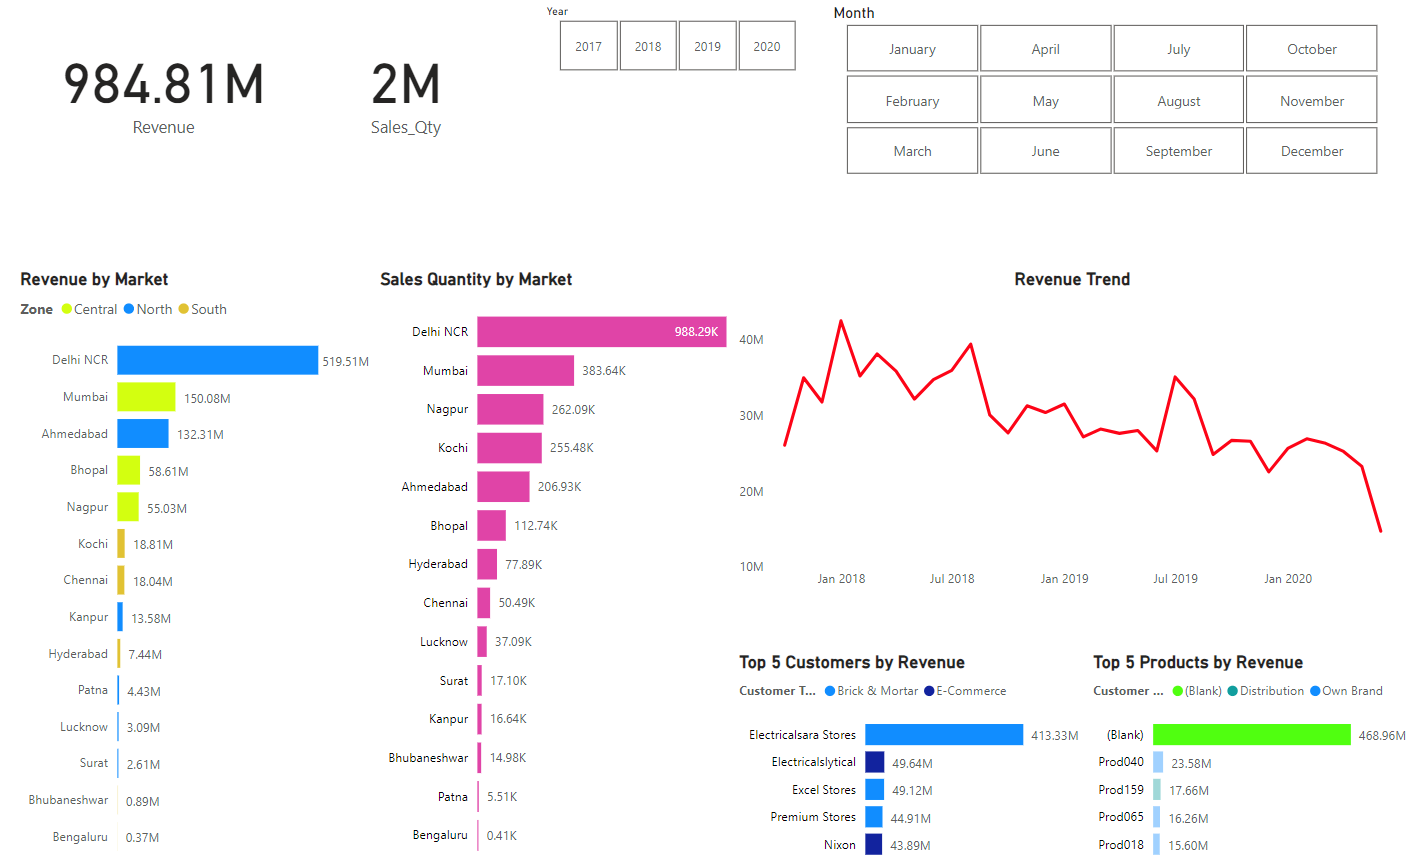 Year
2017 2018 2019 2020
Month
January April July October
February May August November
March June September December
984.81M
Revenue
2M
Sales_Qty
Revenue by Market
Zone Central North South
Delhi NCR 519.51M
Mumbai 150.08M
Ahmedabad 132.31M
Bhopal 58.61M
Nagpur 55.03M
Kochi 18.81M
Chennai 18.04M
Kanpur 13.58M
Hyderabad 7.44M
Patna 4.43M
Lucknow 3.09M
Surat 2.61M
Bhubaneshwar 0.89M
Bengaluru 0.37M
Sales Quantity by Market
Delhi NCR 988.29K
Mumbai 383.64K
Nagpur 262.09K
Kochi 255.48K
Ahmedabad 206.93K
Bhopal 112.74K
Hyderabad 77.89K
Chennai 50.49K
Lucknow 37.09K
Surat 17.10K
Kanpur 16.64K
Bhubaneshwar 14.98K
Patna 5.51K
Bengaluru 0.41K
Revenue Trend
40M
30M
20M
10M
Jan 2018 Jul 2018 Jan 2019 Jul 2019 Jan 2020
Top 5 Customers by Revenue
Customer T... Brick & Mortar E-Commerce
Electricalsara Stores 413.33M
Electricalslytical 49.64M
Excel Stores 49.12M
Premium Stores 44.91M
Nixon 43.89M
Top 5 Products by Revenue
Customer ... (Blank) Distribution Own Brand
(Blank) 468.96M
Prod040 23.58M
Prod159 17.66M
Prod065 16.26M
Prod018 15.60M